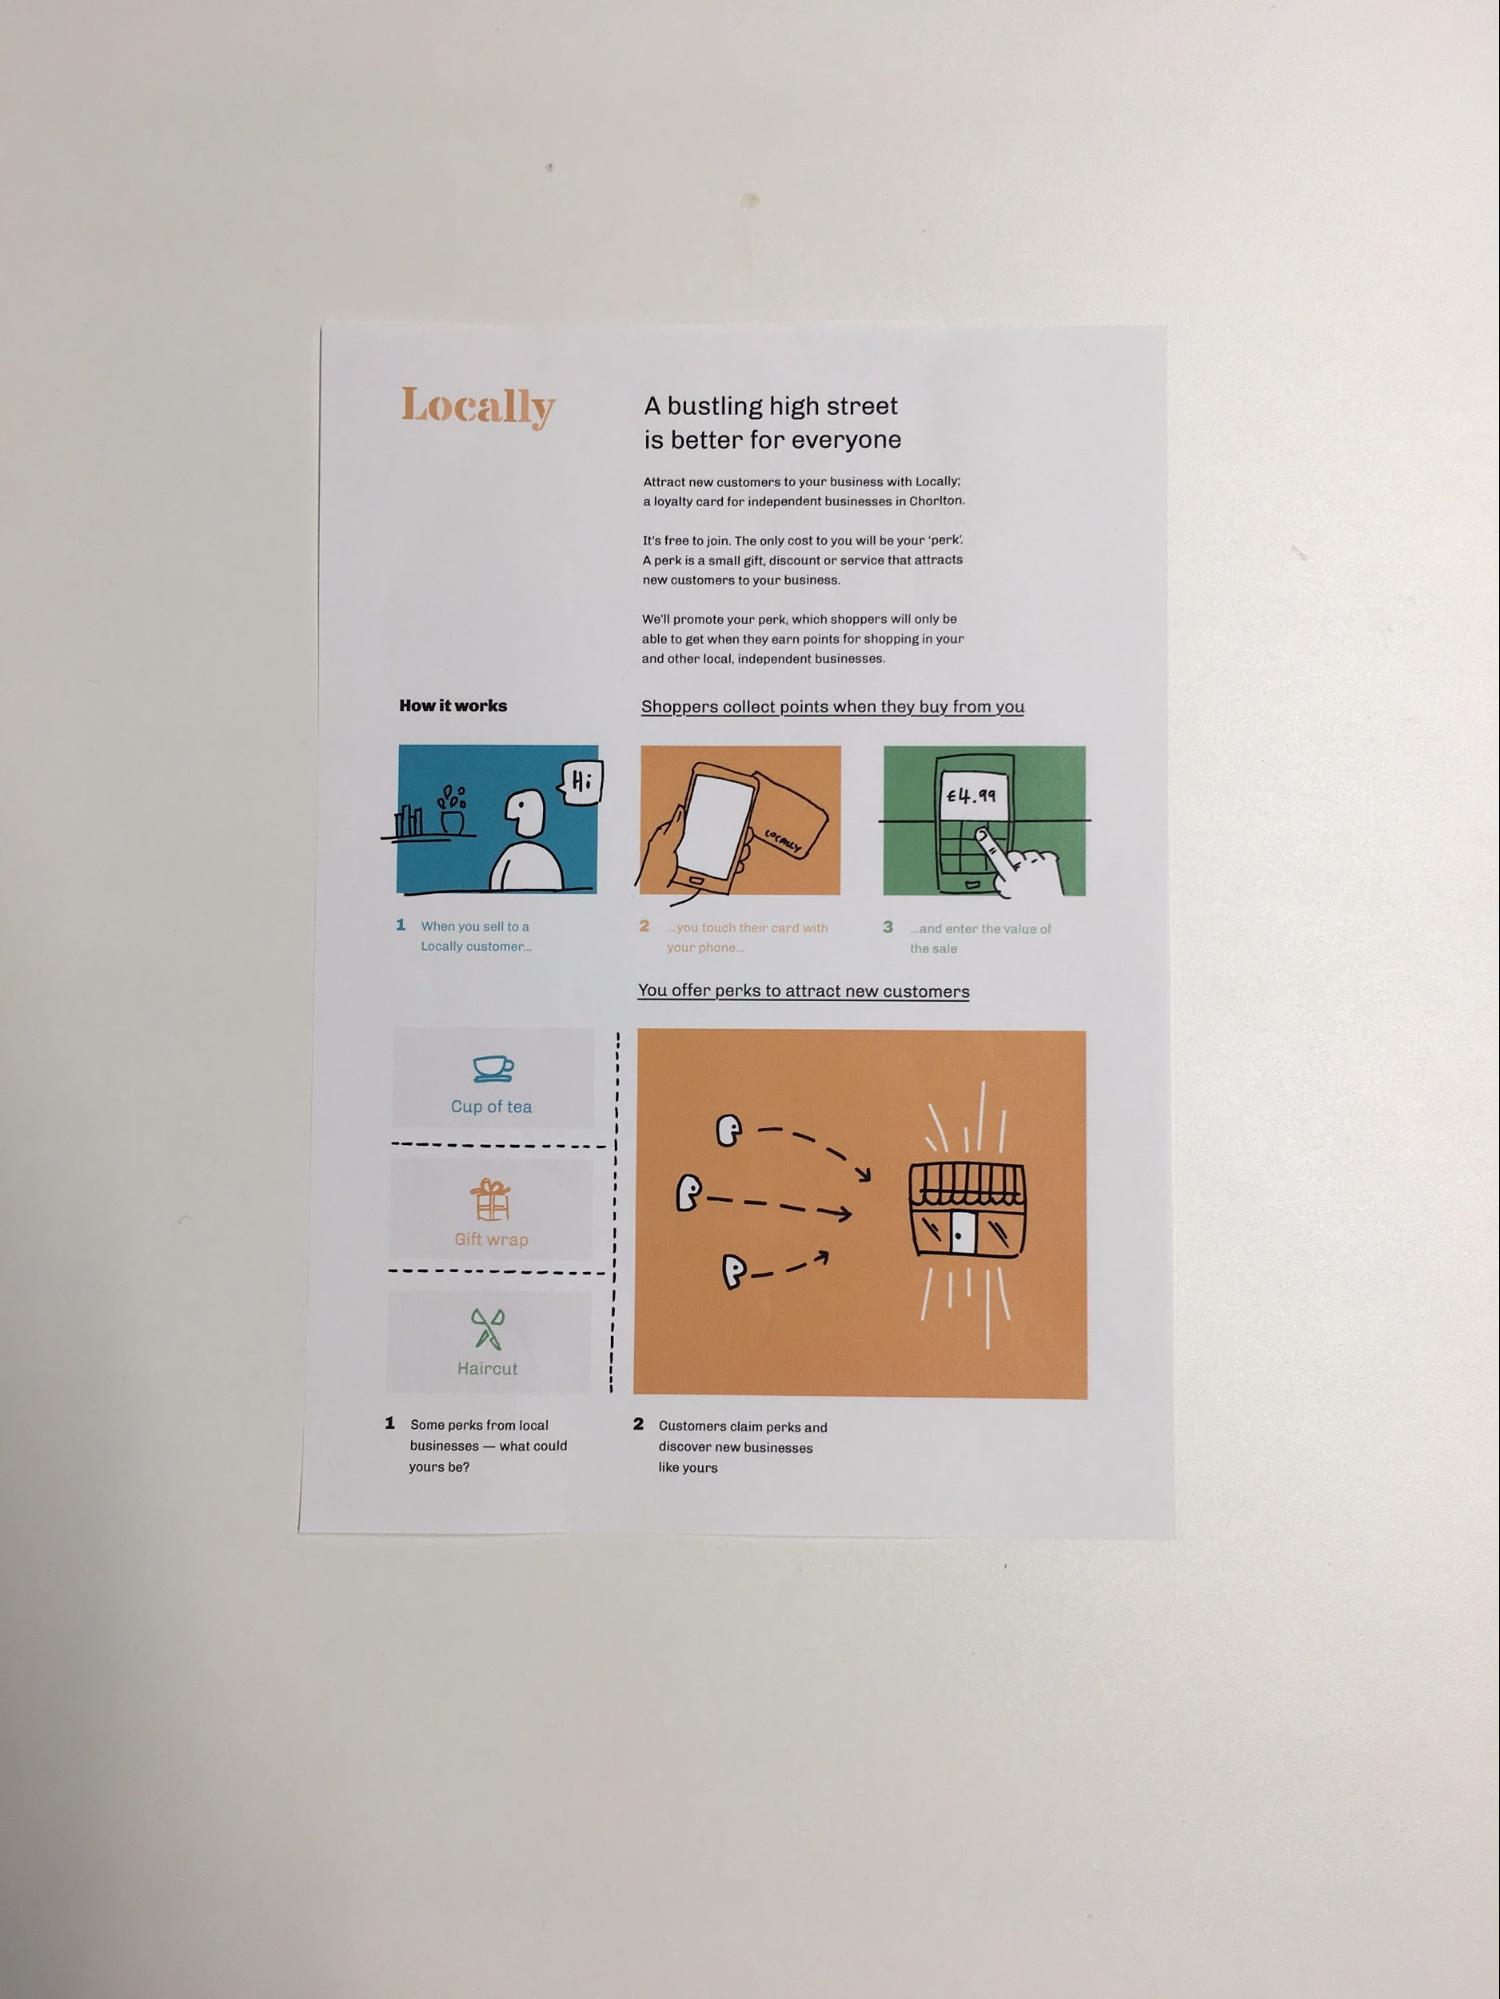 Locally
A bustling high street
is better for everyone
Attract new customers to your business with Locally;
a loyalty card for independent businesses in Chorlton.
It's free to join. The only cost to you will be your 'perk'.
A perk is a small gift, discount or service that attracts
new customers to your business.
We'll promote your perk, which shoppers will only be
able to get when they earn points for shopping in your
and other local, independent businesses.
How it works
Shoppers collect points when they buy from you
Hi
LOCALLY
£4.99
1 When you sell to a
Locally customer...
2 ...you touch their card with
your phone...
3 ...and enter the value of
the sale
You offer perks to attract new customers
Cup of tea
Gift wrap
Haircut
1 Some perks from local
businesses — what could
yours be?
2 Customers claim perks and
discover new businesses
like yours